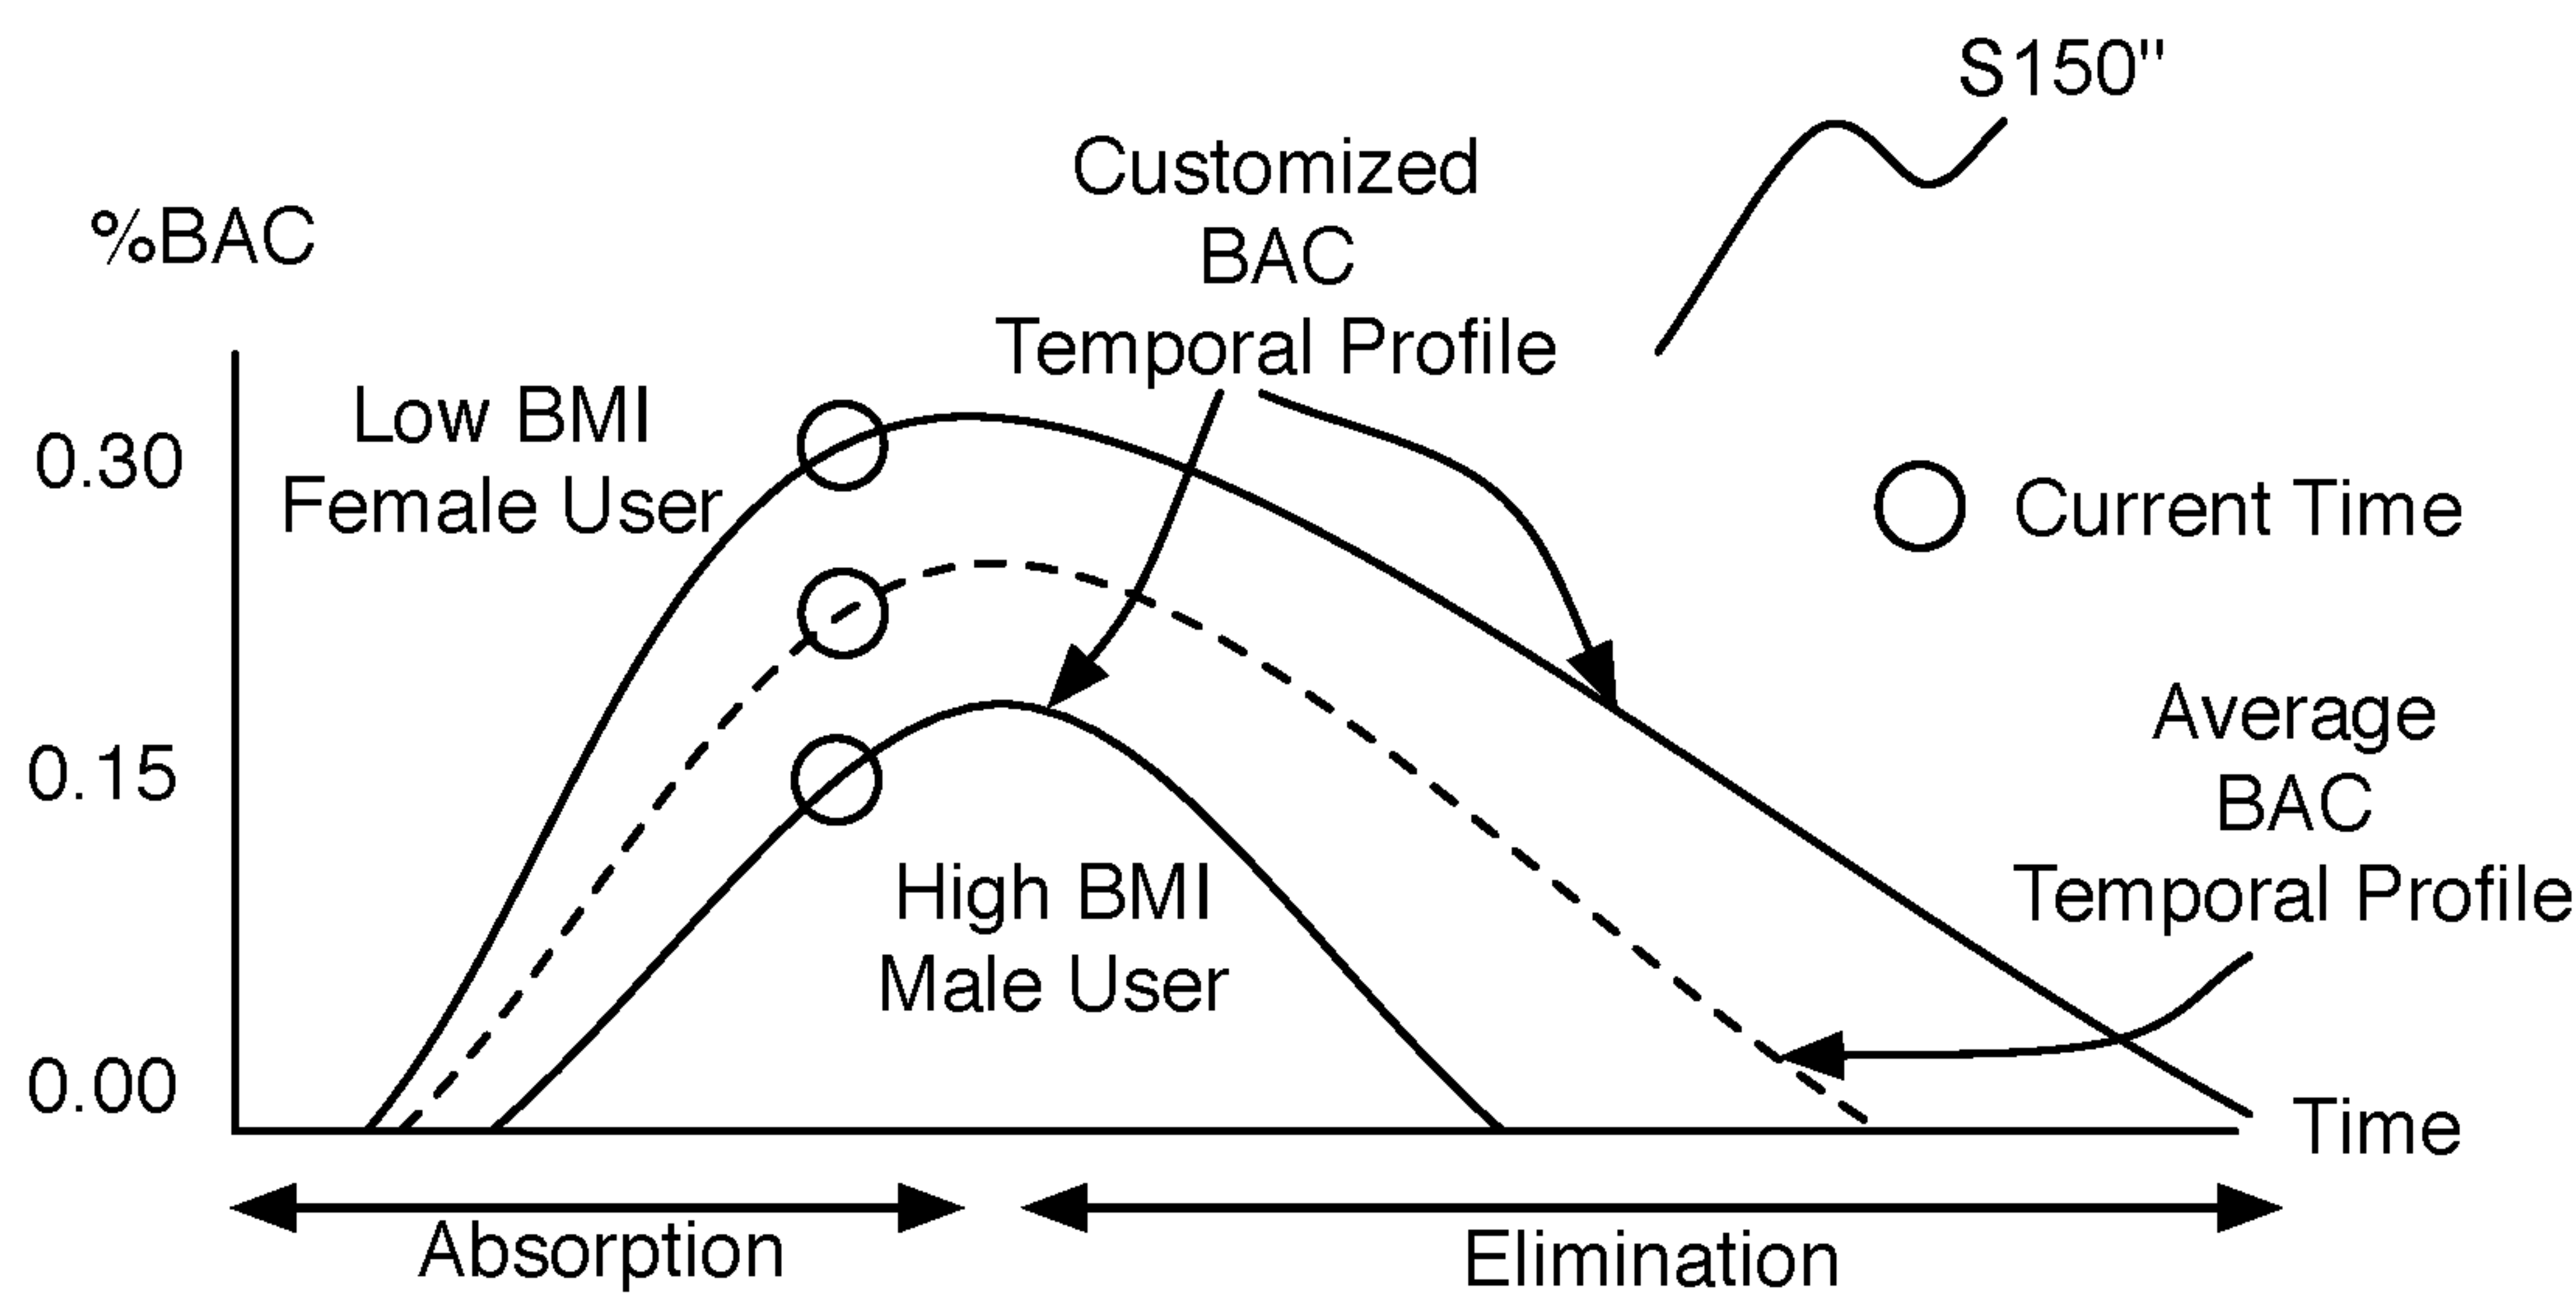 S150"
Customized
BAC
Temporal Profile
%BAC
Low BMI
Female User
0.30
Current Time
Average
BAC
Temporal Profile
0.15
High BMI
Male User
0.00
Time
Absorption
Elimination